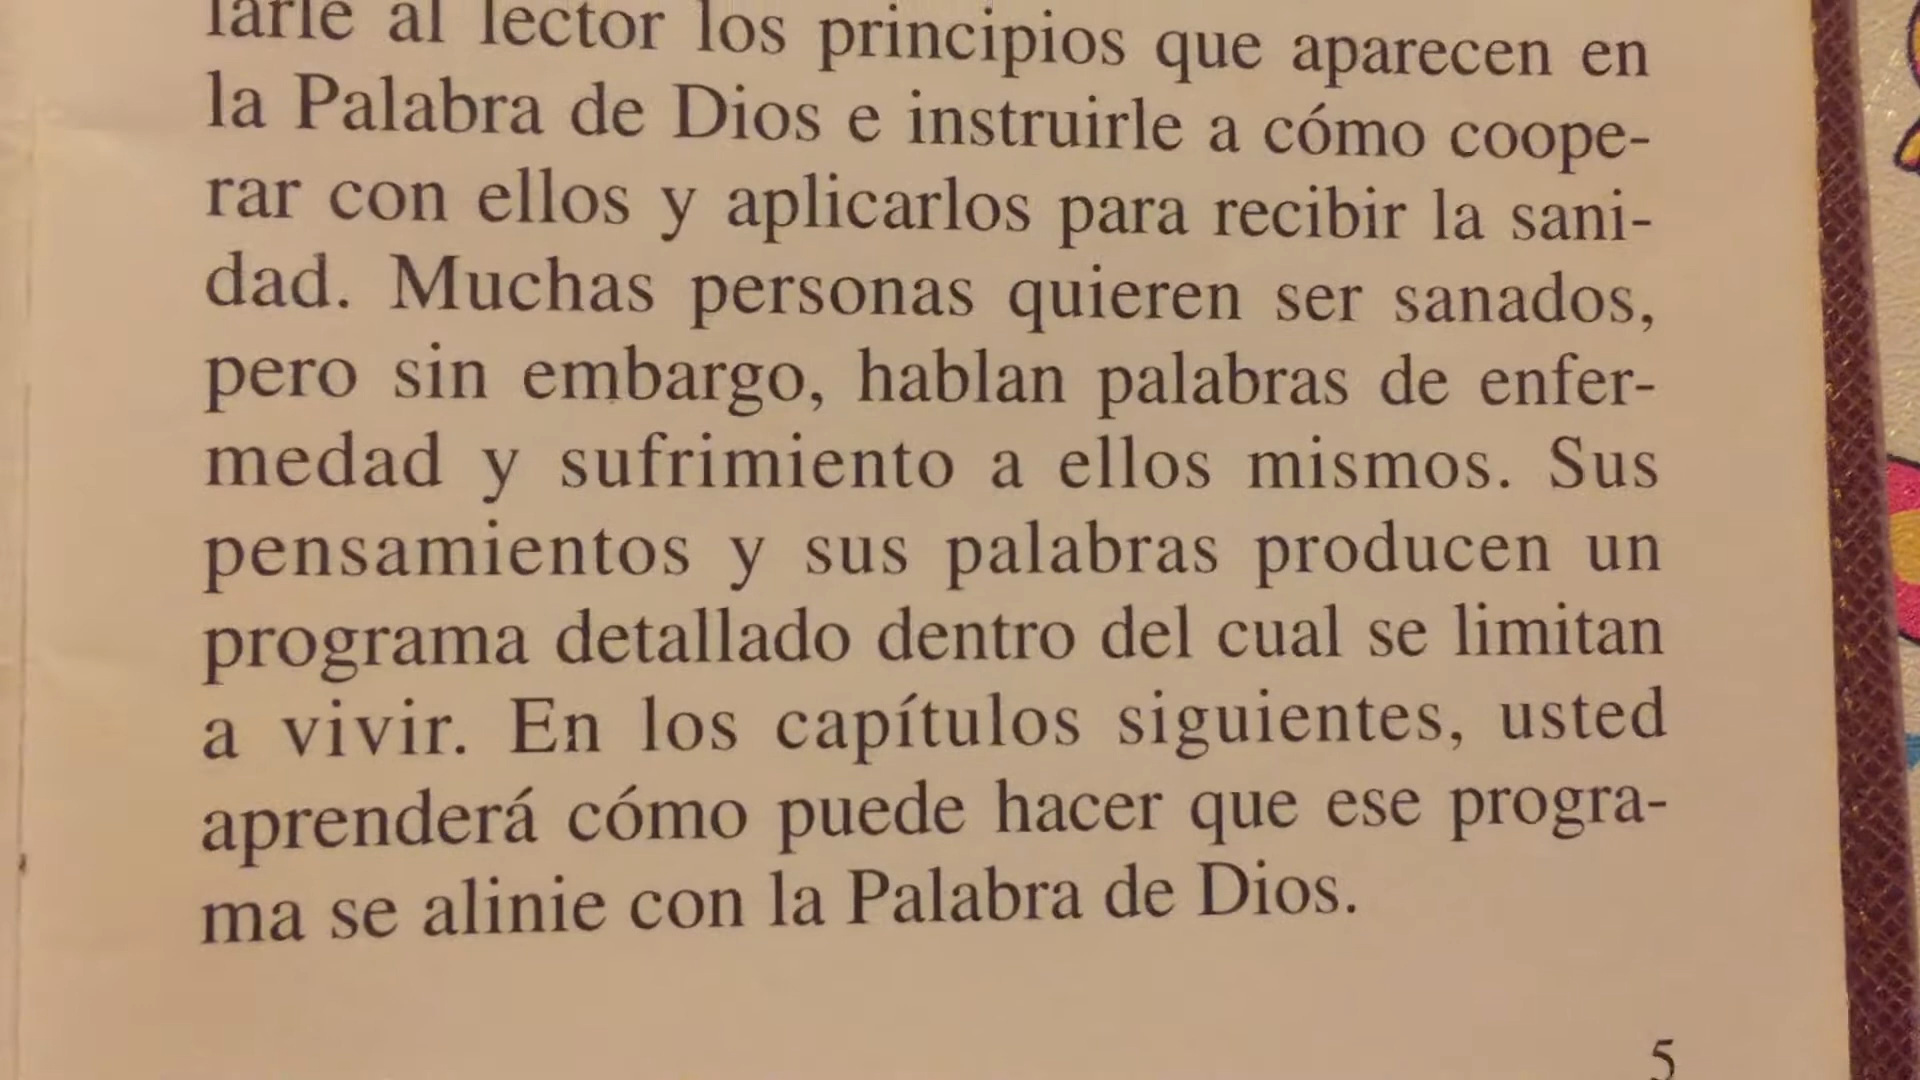 larle al lector los principios que aparecen en
la Palabra de Dios e instruirle a cómo coope-
rar con ellos y aplicarlos para recibir la sani-
dad. Muchas personas quieren ser sanados,
pero sin embargo, hablan palabras de enfer-
medad y sufrimiento a ellos mismos. Sus
pensamientos y sus palabras producen un
programa detallado dentro del cual se limitan
a vivir. En los capítulos siguientes, usted
aprenderá cómo puede hacer que ese progra-
ma se alinie con la Palabra de Dios.
5